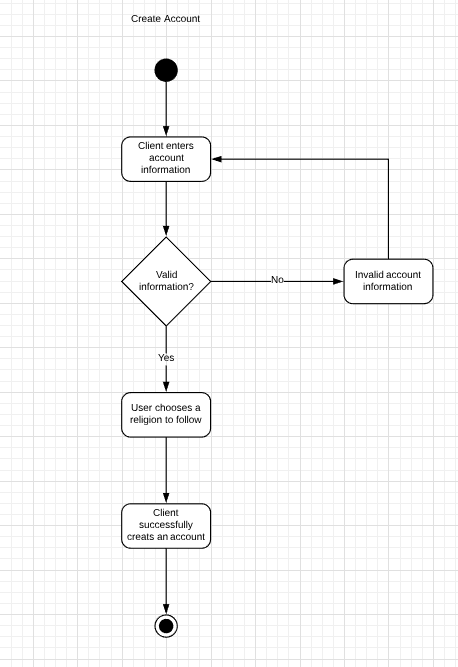 Create Account
Client enters
account
information
Valid
information?
No
Invalid account
information
Yes
User chooses a
religion to follow
Client
successfully
creats an account